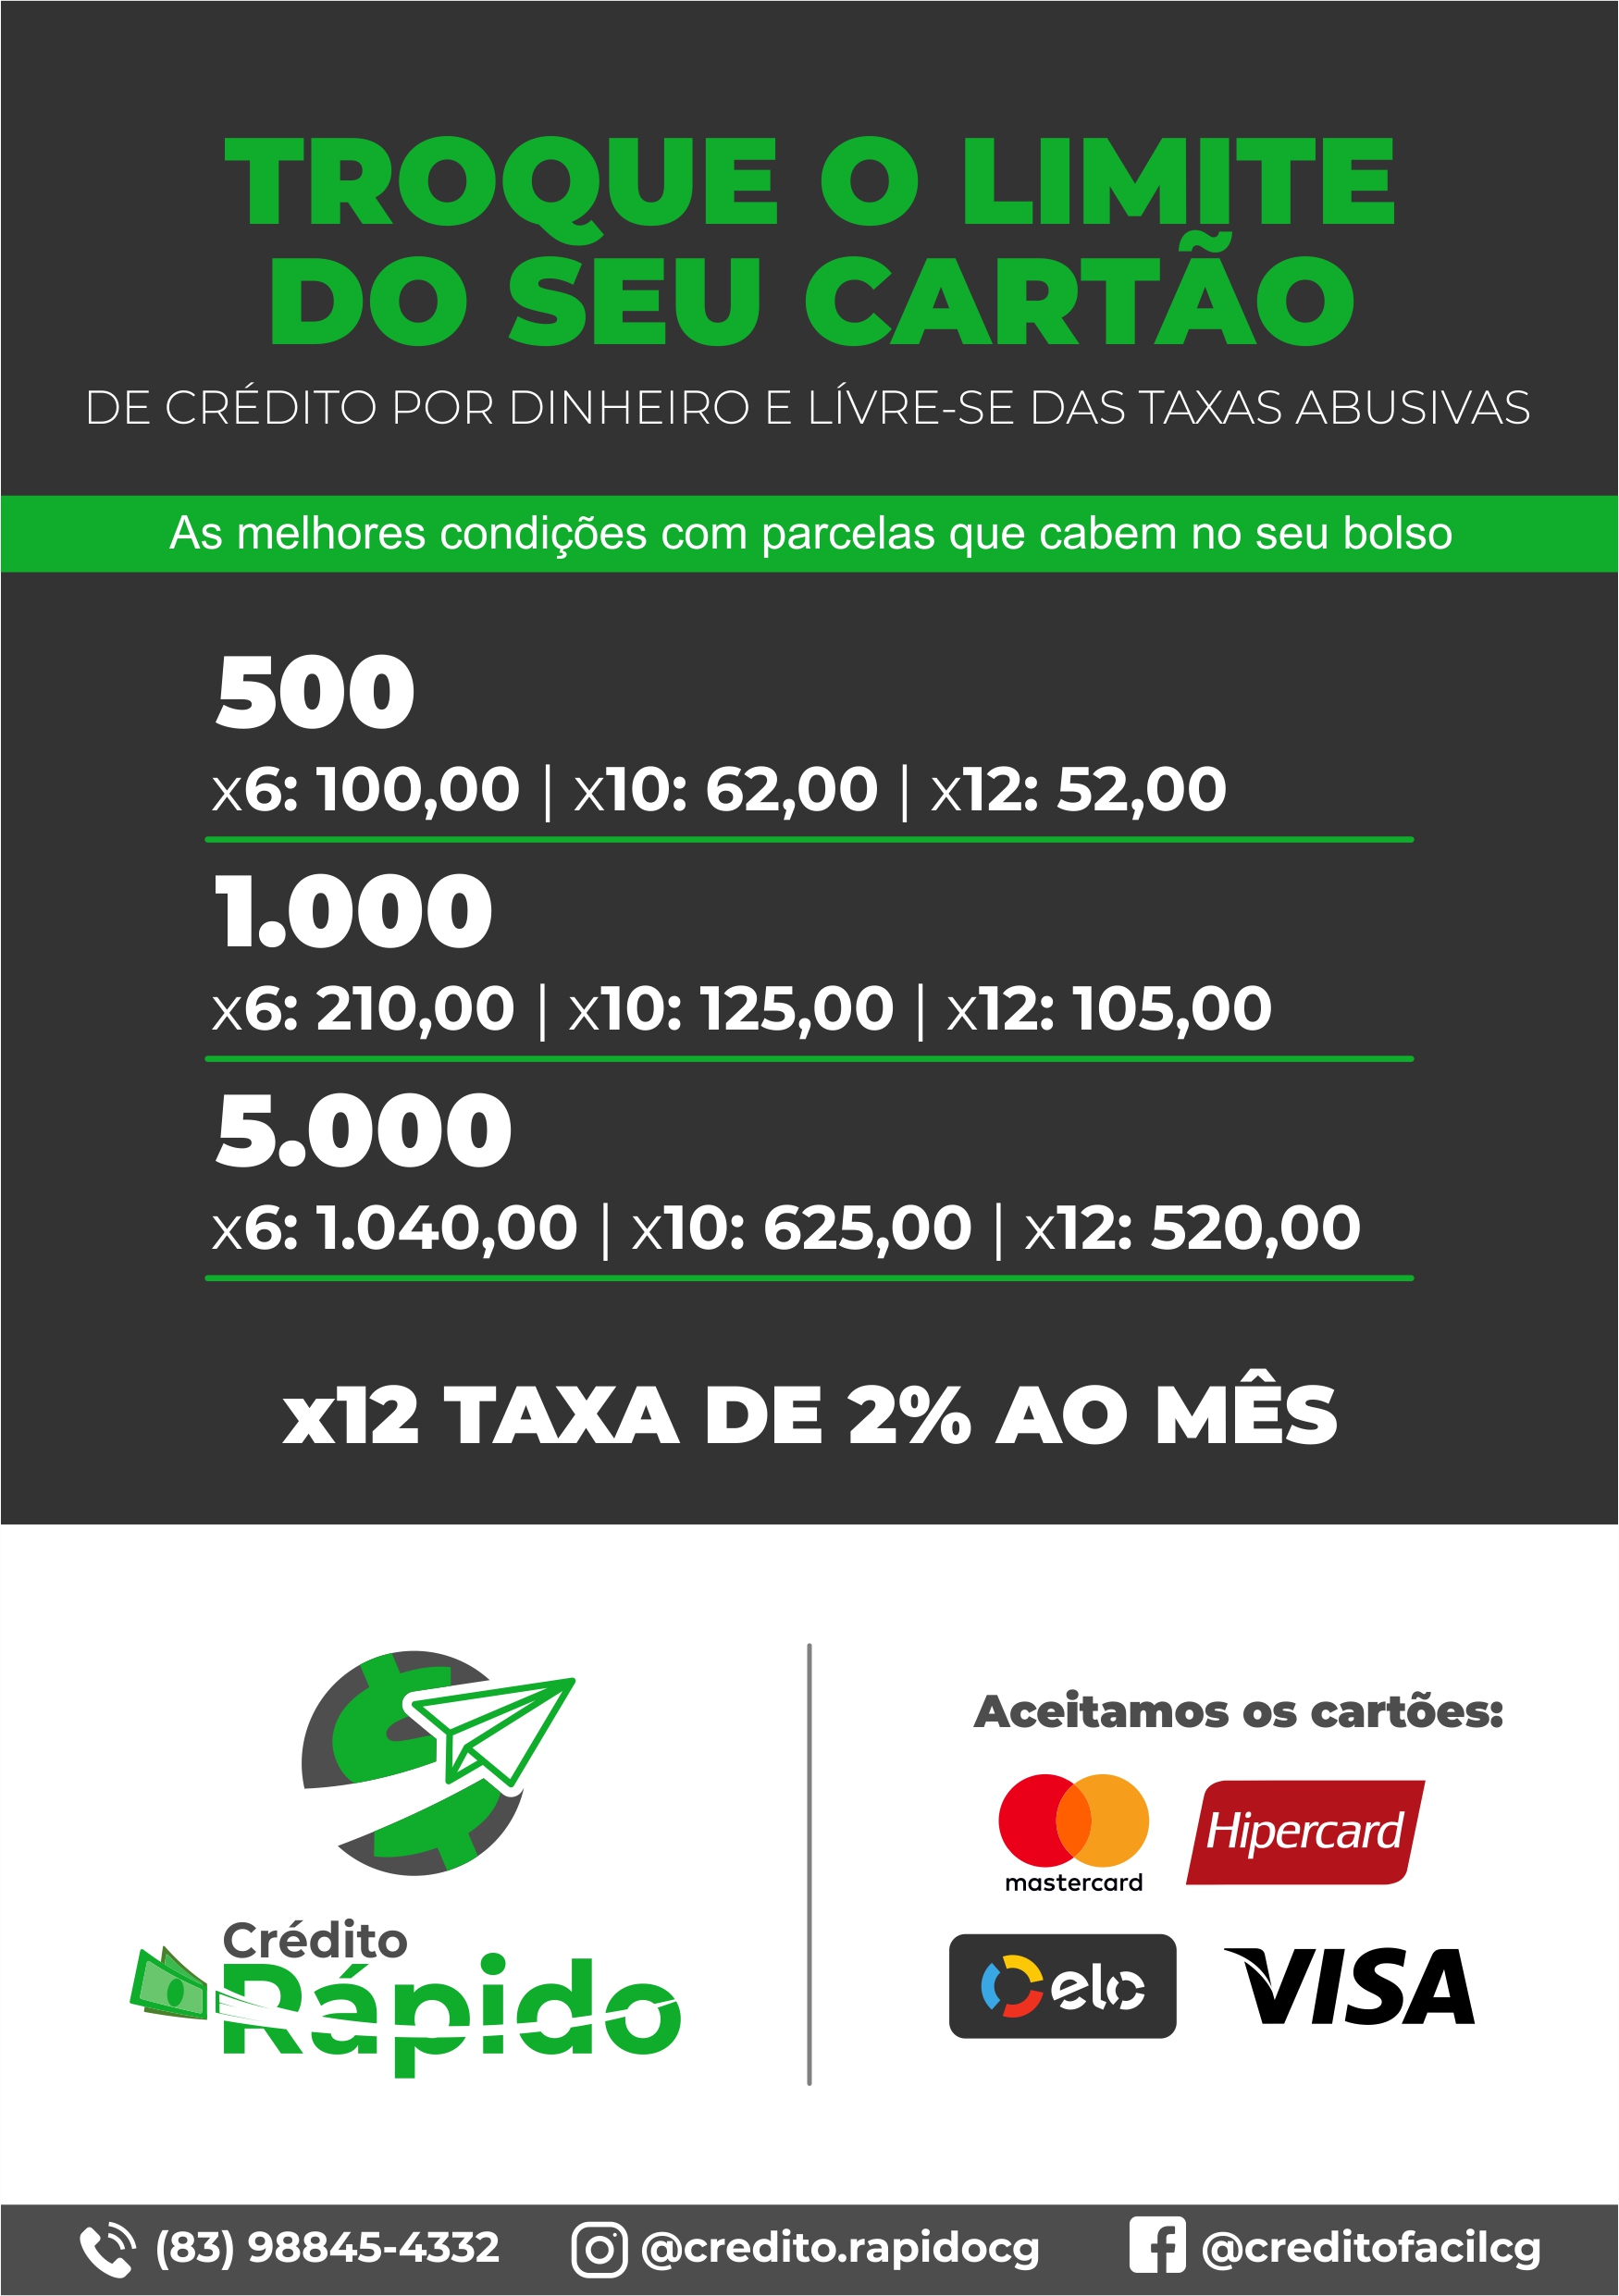 TROQUE O LIMITE
DO SEU CARTÃO
DE CRÉDITO POR DINHEIRO E LÍVRE-SE DAS TAXAS ABUSIVAS
As melhores condições com parcelas que cabem no seu bolso
500
x6: 100,00 | x10: 62,00 | x12: 52,00
1.000
x6: 210,00 | x10: 125,00 | x12: 105,00
5.000
x6: 1.040,00 | x10: 625,00 | x12: 520,00
x12 TAXA DE 2% AO MÊS
Crédito
Rápido
Aceitamos os cartões:
mastercard
Hipercard
elo
VISA
(83) 98845-4332 @credito.rapidocg @creditofacilcg